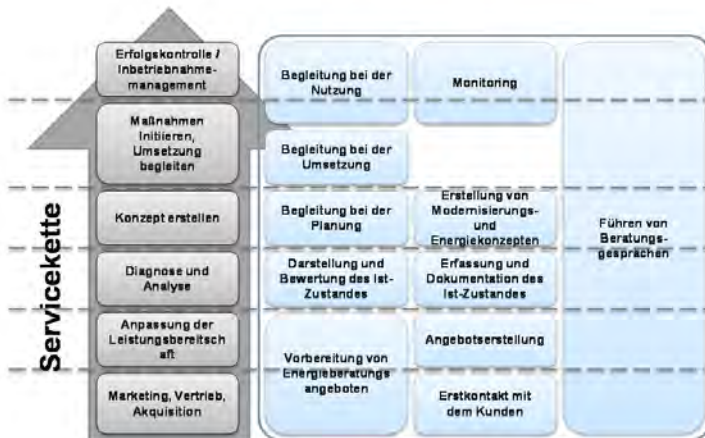 Servicekette
Erfolgskontrolle /
Inbetriebnahme-
management
Maßnahmen
Initiieren,
Umsetzung
begleiten
Konzept erstellen
Diagnose und
Analyse
Anpassung der
Leistungsbereitsch
aft
Marketing, Vertrieb,
Akquisition
Begleitung bei der
Nutzung
Begleitung bei der
Umsetzung
Begleitung bei der
Planung
Darstellung und
Bewertung des Ist-
Zustandes
Vorbereitung von
Energieberatungs
angeboten
Monitoring
Erstellung von
Modernisierungs-
und
Energiekonzepten
Erfassung und
Dokumentation des
Ist-Zustandes
Angebotserstellung
Erstkontakt mit
dem Kunden
Führen von
Beratungs-
gesprächen